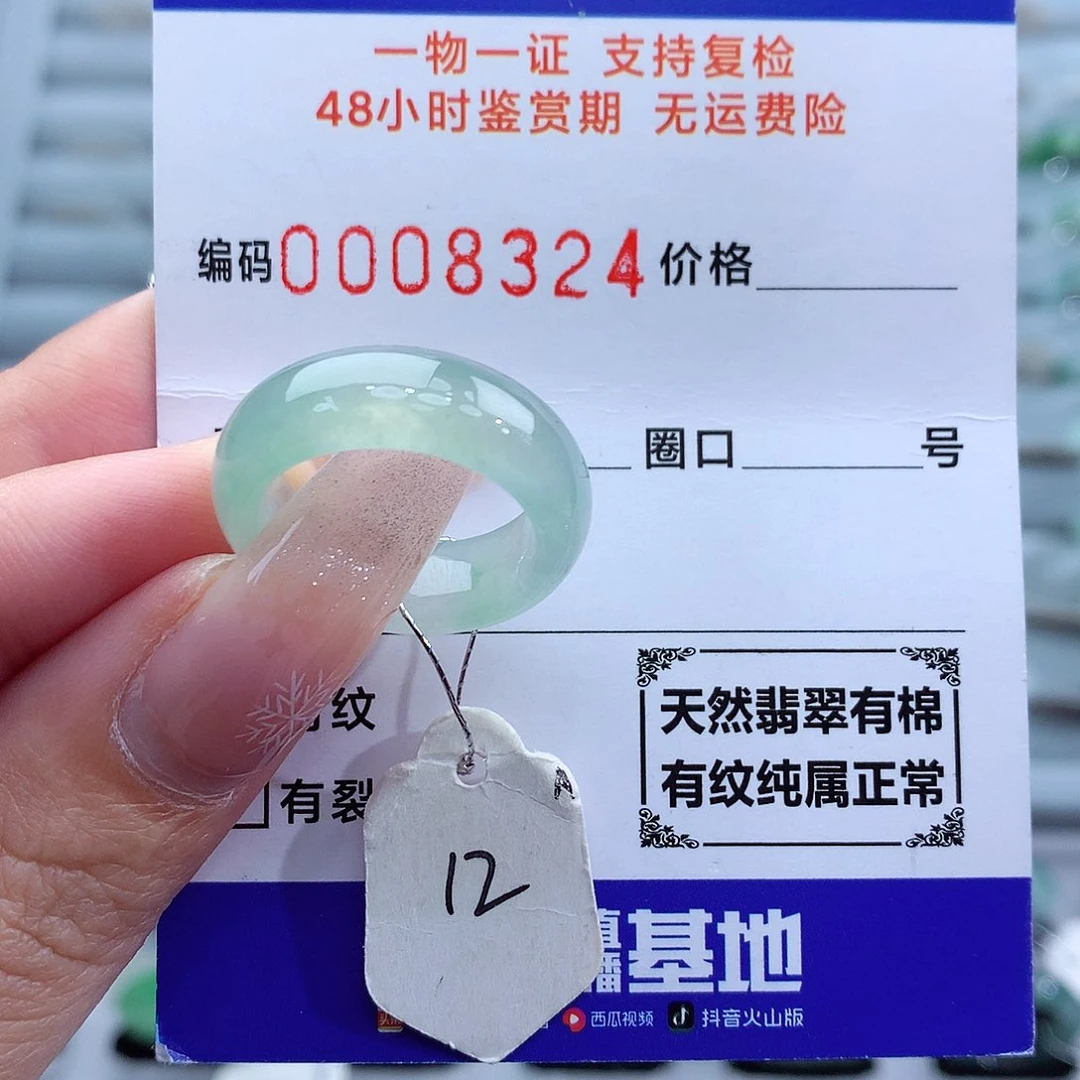 一物一证 支持复检
48小时鉴赏期 无运费险
编码0008324 价格
圈口 号
有纹
有裂
天然翡翠有棉
有纹纯属正常
A
12
直播基地
西瓜视频 抖音火山版